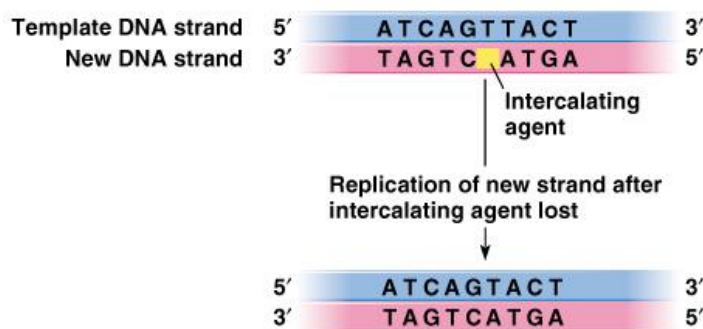 Template DNA strand 5′ ATCAGTTACT 3′
New DNA strand 3′ TAGTC ATGA 5′
Intercalating
agent
Replication of new strand after
intercalating agent lost
5′ ATCAGTACT 3′
3′ TAGTCATGA 5′